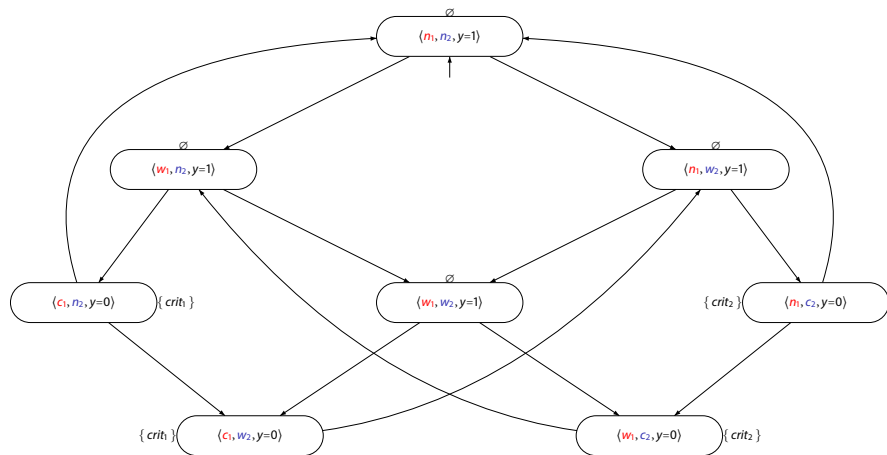 ∅
⟨n₁, n₂, y=1⟩
∅
⟨w₁, n₂, y=1⟩
∅
⟨n₁, w₂, y=1⟩
⟨c₁, n₂, y=0⟩ { crit₁ }
∅
⟨w₁, w₂, y=1⟩
{ crit₂ } ⟨n₁, c₂, y=0⟩
{ crit₁ } ⟨c₁, w₂, y=0⟩
⟨w₁, c₂, y=0⟩ { crit₂ }